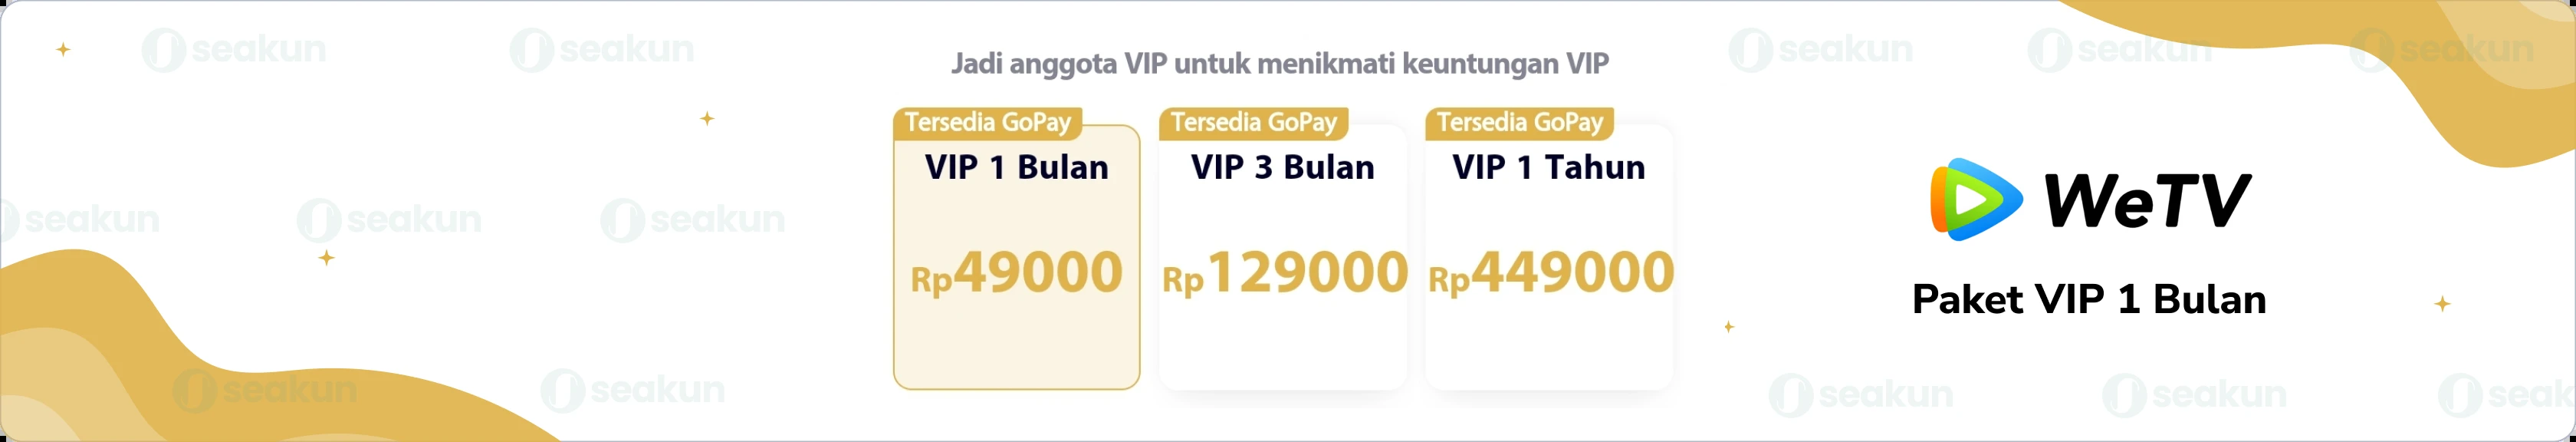 seakun
seakun
seakun
seakun
seakun
Jadi anggota VIP untuk menikmati keuntungan VIP
Tersedia GoPay
VIP 1 Bulan
Rp49000
Tersedia GoPay
VIP 3 Bulan
Rp129000
Tersedia GoPay
VIP 1 Tahun
Rp449000
WeTV
Paket VIP 1 Bulan
seakun
seakun
seakun
seakun
seakun
seakun
seakun
seak